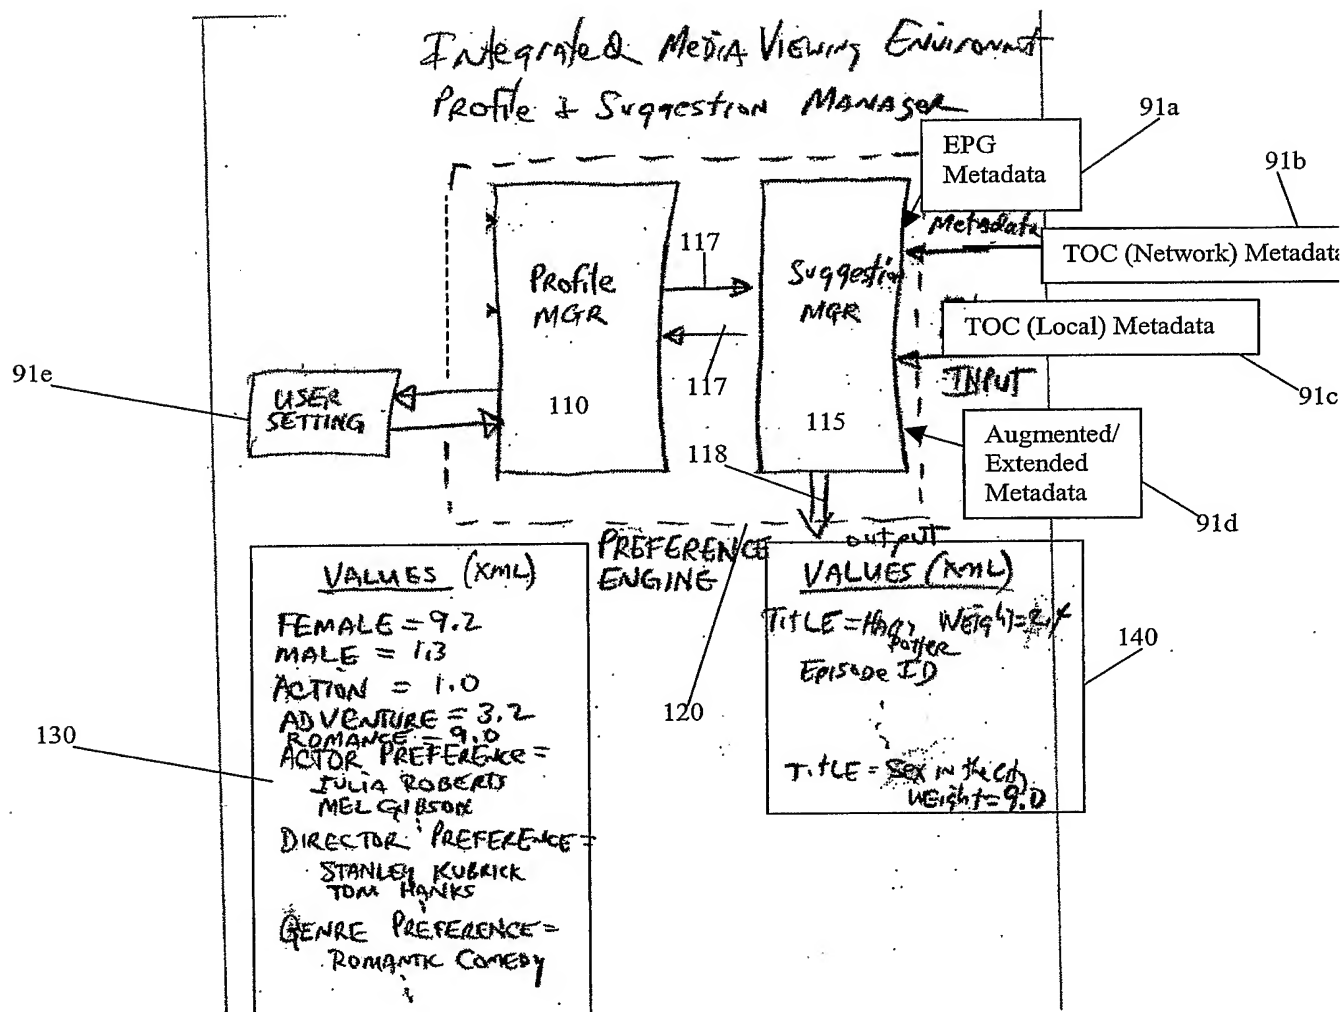 Integrated Media Viewing Environmnt
Profile & Suggestion Manager
91a
EPG
Metadata
91b
Metadata
TOC (Network) Metadata
117
Profile
MGR
Suggestion
MGR
TOC (Local) Metadata
117
INPUT
91c
91e
USER
SETTING
110
115
118
Augmented/
Extended
Metadata
91d
PREFERENCE
ENGINE
output
VALUES (XML)
FEMALE = 9.2
MALE = 1.3
ACTION = 1.0
ADVENTURE = 3.2
ROMANCE = 9.0
ACTOR PREFERENCE =
JULIA ROBERTS
MEL GIBSON
DIRECTOR PREFERENCE =
STANLEY KUBRICK
TOM HANKS
GENRE PREFERENCE =
ROMANTIC COMEDY
130
120
VALUES (XML)
TITLE = Harry Potter Weight =
Episode ID
TITLE = Sex in the City
Weight = 9.0
140